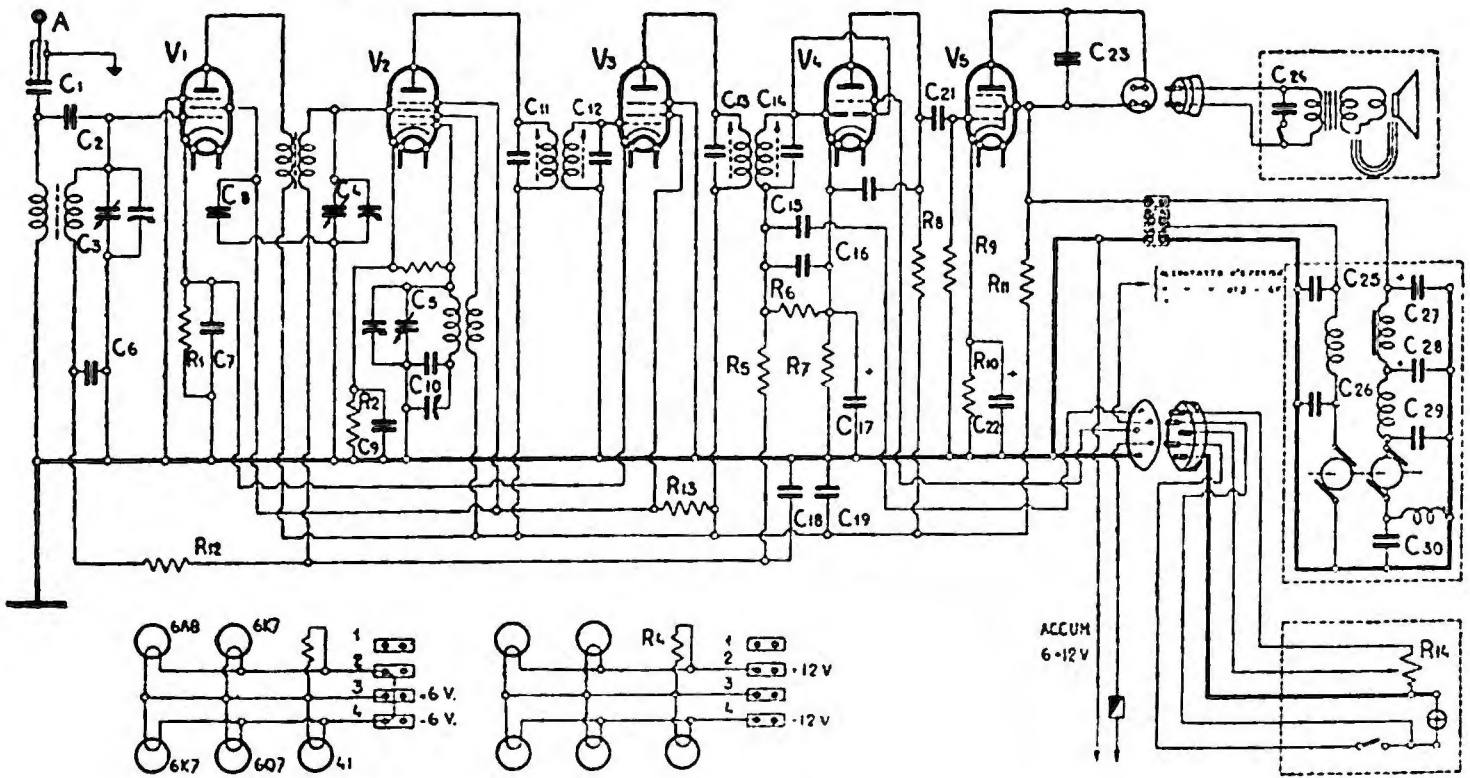 A
C1
V1
C2
C3
C6
R1
C7
C8
V2
C4
C5
C10
R2
C9
C11
C12
V3
C13
C14
V4
C15
C16
R6
R5
R7
C17
C21
V5
R8
R9
R10
R11
C22
C23
C24
C25
C26
C27
C28
C29
C30
R12
R13
C18
C19
+
+
+
+
6A8
6K7
1
2
3
4
-6 V.
-6 V.
6K7
6Q7
41
R4
1
2
3
4
+12 V
-12 V
ACCUM
6-12V
R14